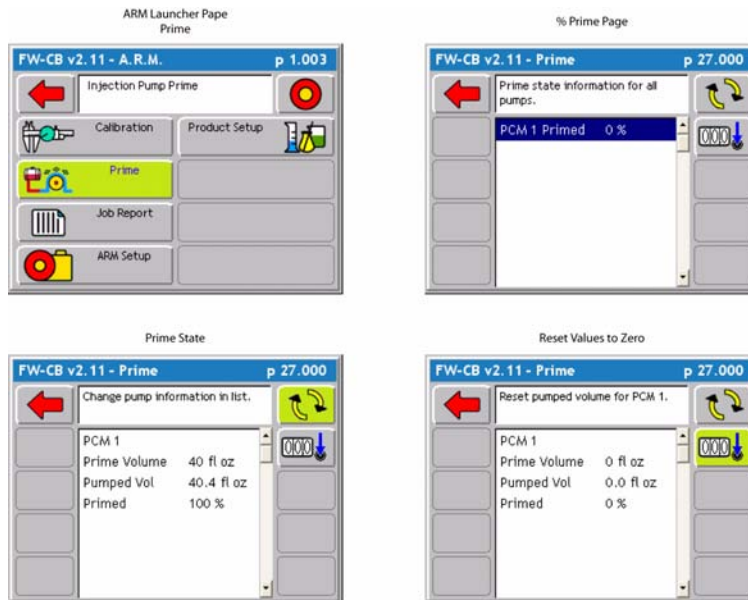 ARM Launcher Pape
Prime
FW-CB v2.11 - A.R.M. p 1.003
Injection Pump Prime
Calibration Product Setup
Prime
Job Report
ARM Setup
% Prime Page
FW-CB v2.11 - Prime p 27.000
Prime state information for all
pumps.
PCM 1 Primed 0 %
000
Prime State
FW-CB v2.11 - Prime p 27.000
Change pump information in list.
PCM 1
000
Prime Volume 40 fl oz
Pumped Vol 40.4 fl oz
Primed 100 %
Reset Values to Zero
FW-CB v2.11 - Prime p 27.000
Reset pumped volume for PCM 1.
PCM 1
000
Prime Volume 0 fl oz
Pumped Vol 0.0 fl oz
Primed 0 %